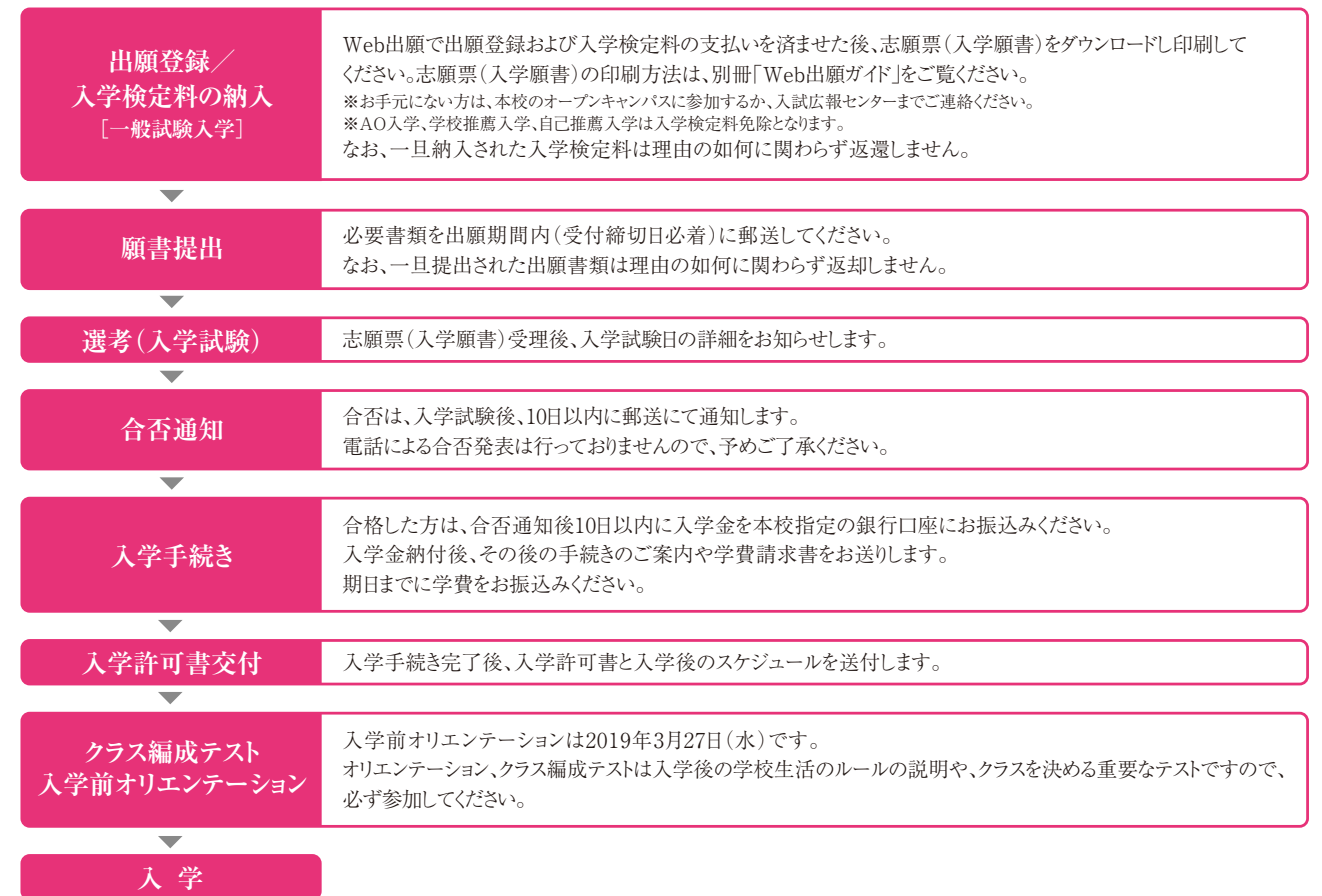 出願登録／
入学検定料の納入
［一般試験入学］
Web出願で出願登録および入学検定料の支払いを済ませた後、志願票（入学願書）をダウンロードし印刷して
ください。志願票（入学願書）の印刷方法は、別冊「Web出願ガイド」をご覧ください。
※お手元にない方は、本校のオープンキャンパスに参加するか、入試広報センターまでご連絡ください。
※AO入学、学校推薦入学、自己推薦入学は入学検定料免除となります。
なお、一旦納入された入学検定料は理由の如何に関わらず返還しません。
願書提出
必要書類を出願期間内（受付締切日必着）に郵送してください。
なお、一旦提出された出願書類は理由の如何に関わらず返却しません。
選考（入学試験）
志願票（入学願書）受理後、入学試験日の詳細をお知らせします。
合否通知
合否は、入学試験後、10日以内に郵送にて通知します。
電話による合否発表は行っておりませんので、予めご了承ください。
入学手続き
合格した方は、合否通知後10日以内に入学金を本校指定の銀行口座にお振込みください。
入学金納付後、その後の手続きのご案内や学費請求書をお送りします。
期日までに学費をお振込みください。
入学許可書交付
入学手続き完了後、入学許可書と入学後のスケジュールを送付します。
クラス編成テスト
入学前オリエンテーション
入学前オリエンテーションは2019年3月27日（水）です。
オリエンテーション、クラス編成テストは入学後の学校生活のルールの説明や、クラスを決める重要なテストですので、
必ず参加してください。
入 学